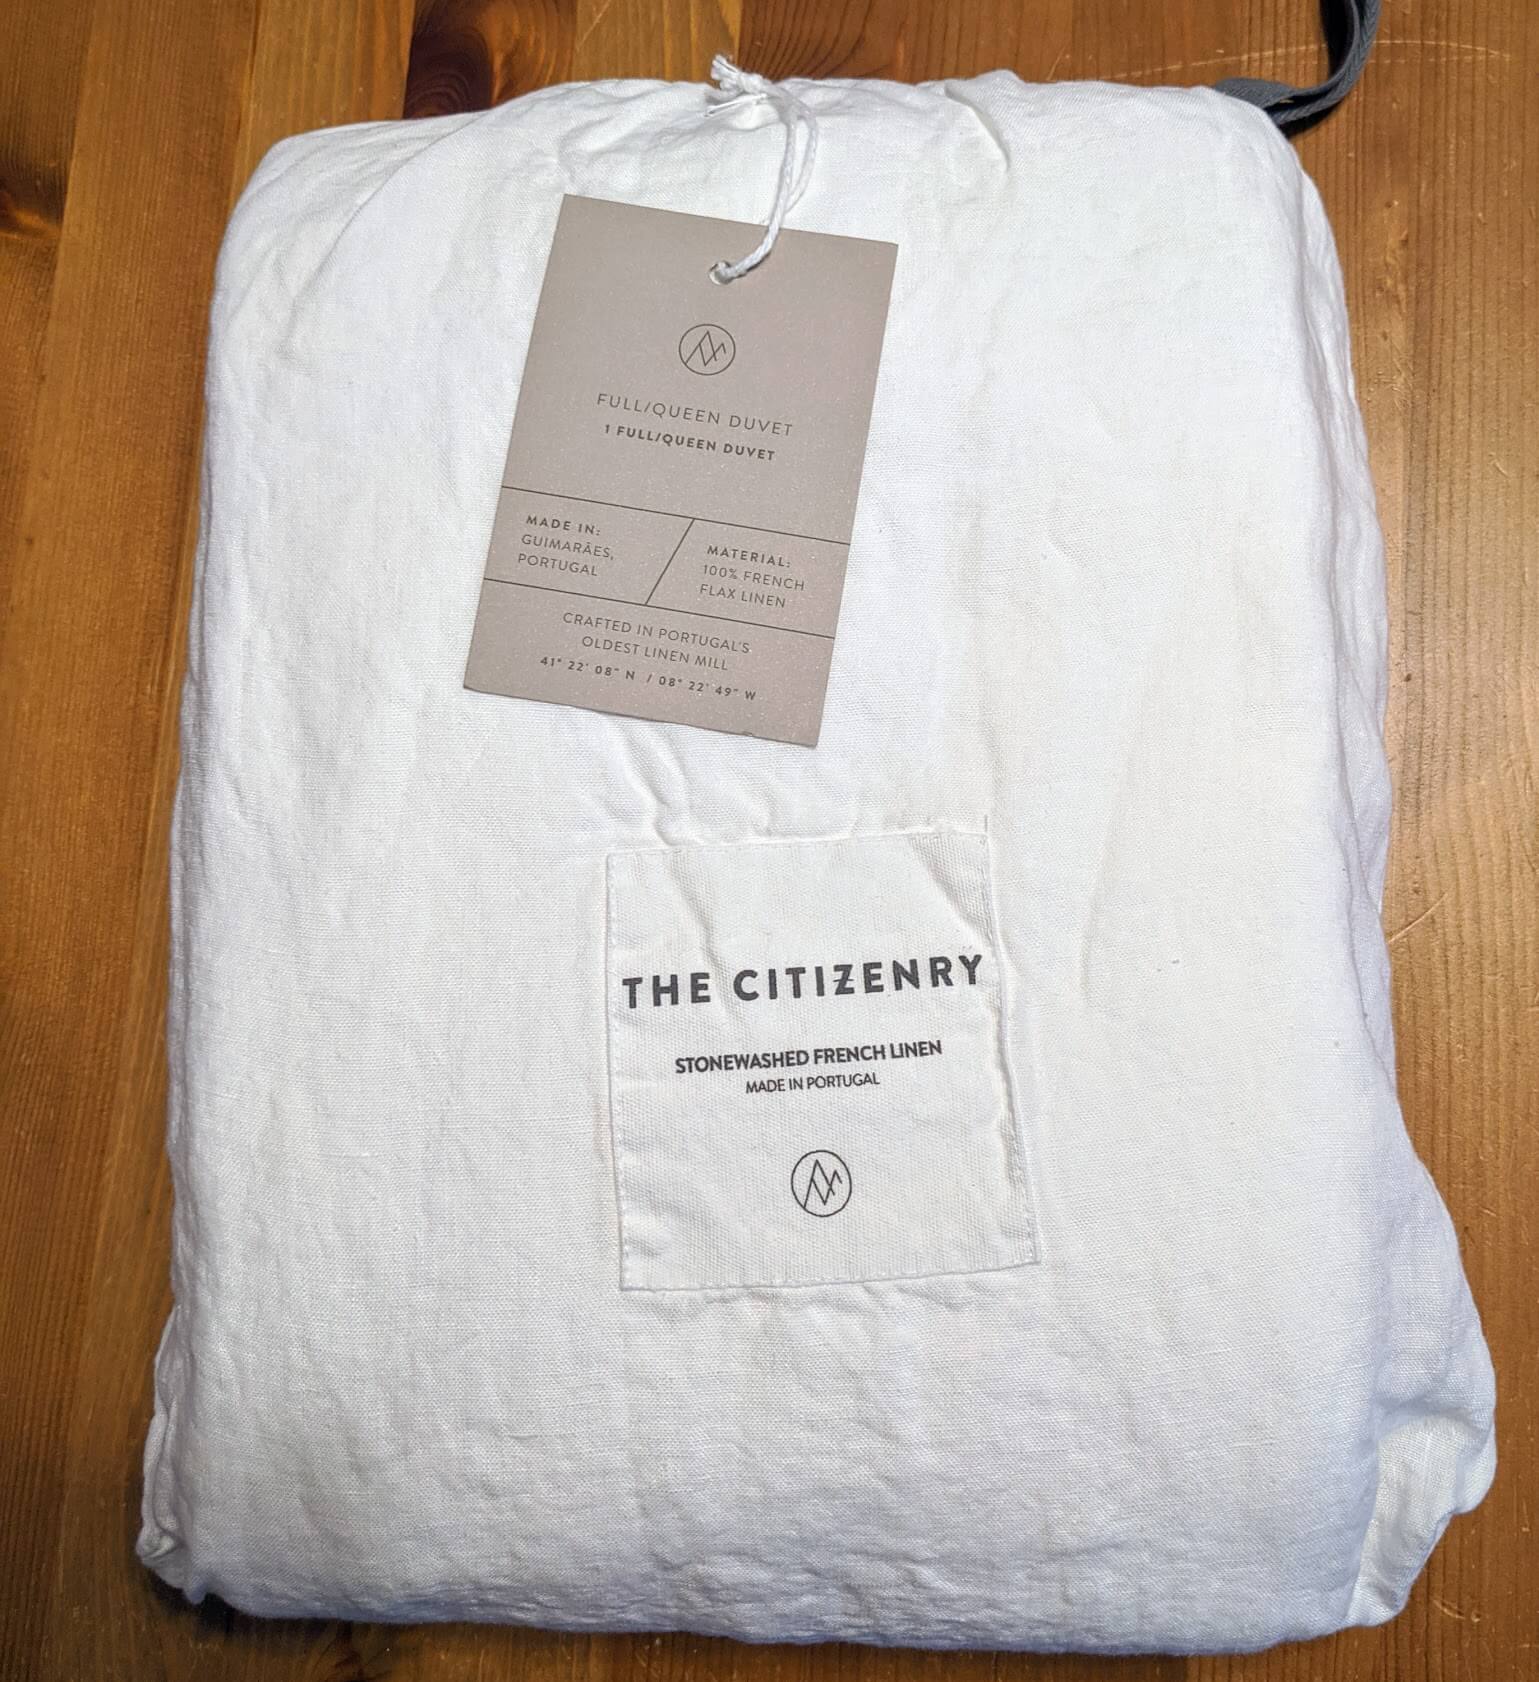 FULL/QUEEN DUVET
1 FULL/QUEEN DUVET
MADE IN:
GUIMARÃES,
PORTUGAL
MATERIAL:
100% FRENCH
FLAX LINEN
CRAFTED IN PORTUGAL'S
OLDEST LINEN MILL
41° 22' 08" N / 08° 22' 49" W
THE CITIZENRY
STONEWASHED FRENCH LINEN
MADE IN PORTUGAL